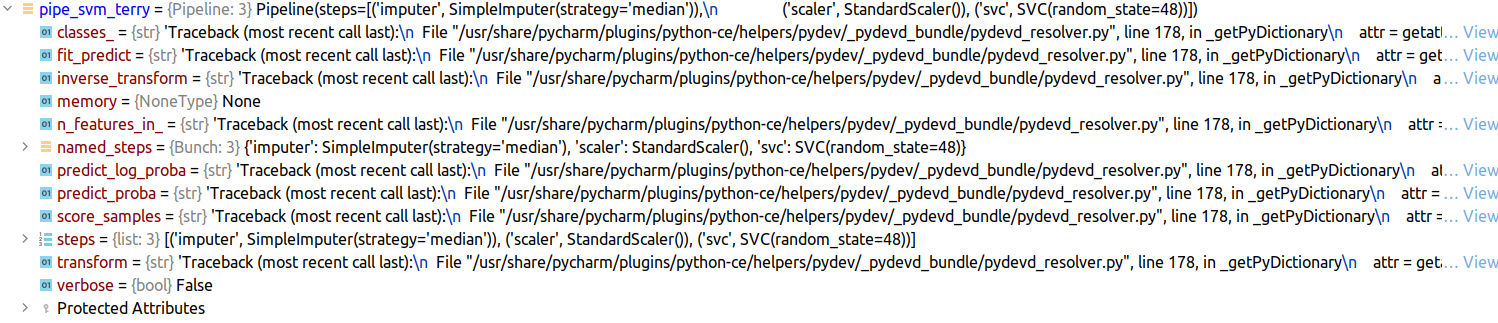 pipe_svm_terry = {Pipeline: 3} Pipeline(steps=[('imputer', SimpleImputer(strategy='median')),\n ('scaler', StandardScaler()), ('svc', SVC(random_state=48))])
classes_ = {str} 'Traceback (most recent call last):\n File "/usr/share/pycharm/plugins/python-ce/helpers/pydev/_pydevd_bundle/pydevd_resolver.py", line 178, in _getPyDictionary\n attr = getatt… View
fit_predict = {str} 'Traceback (most recent call last):\n File "/usr/share/pycharm/plugins/python-ce/helpers/pydev/_pydevd_bundle/pydevd_resolver.py", line 178, in _getPyDictionary\n attr = get… View
inverse_transform = {str} 'Traceback (most recent call last):\n File "/usr/share/pycharm/plugins/python-ce/helpers/pydev/_pydevd_bundle/pydevd_resolver.py", line 178, in _getPyDictionary\n a… View
memory = {NoneType} None
n_features_in_ = {str} 'Traceback (most recent call last):\n File "/usr/share/pycharm/plugins/python-ce/helpers/pydev/_pydevd_bundle/pydevd_resolver.py", line 178, in _getPyDictionary\n attr =… View
named_steps = {Bunch: 3} {'imputer': SimpleImputer(strategy='median'), 'scaler': StandardScaler(), 'svc': SVC(random_state=48)}
predict_log_proba = {str} 'Traceback (most recent call last):\n File "/usr/share/pycharm/plugins/python-ce/helpers/pydev/_pydevd_bundle/pydevd_resolver.py", line 178, in _getPyDictionary\n at… View
predict_proba = {str} 'Traceback (most recent call last):\n File "/usr/share/pycharm/plugins/python-ce/helpers/pydev/_pydevd_bundle/pydevd_resolver.py", line 178, in _getPyDictionary\n attr =… View
score_samples = {str} 'Traceback (most recent call last):\n File "/usr/share/pycharm/plugins/python-ce/helpers/pydev/_pydevd_bundle/pydevd_resolver.py", line 178, in _getPyDictionary\n attr =… View
steps = {list: 3} [('imputer', SimpleImputer(strategy='median')), ('scaler', StandardScaler()), ('svc', SVC(random_state=48))]
transform = {str} 'Traceback (most recent call last):\n File "/usr/share/pycharm/plugins/python-ce/helpers/pydev/_pydevd_bundle/pydevd_resolver.py", line 178, in _getPyDictionary\n attr = geta… View
verbose = {bool} False
Protected Attributes